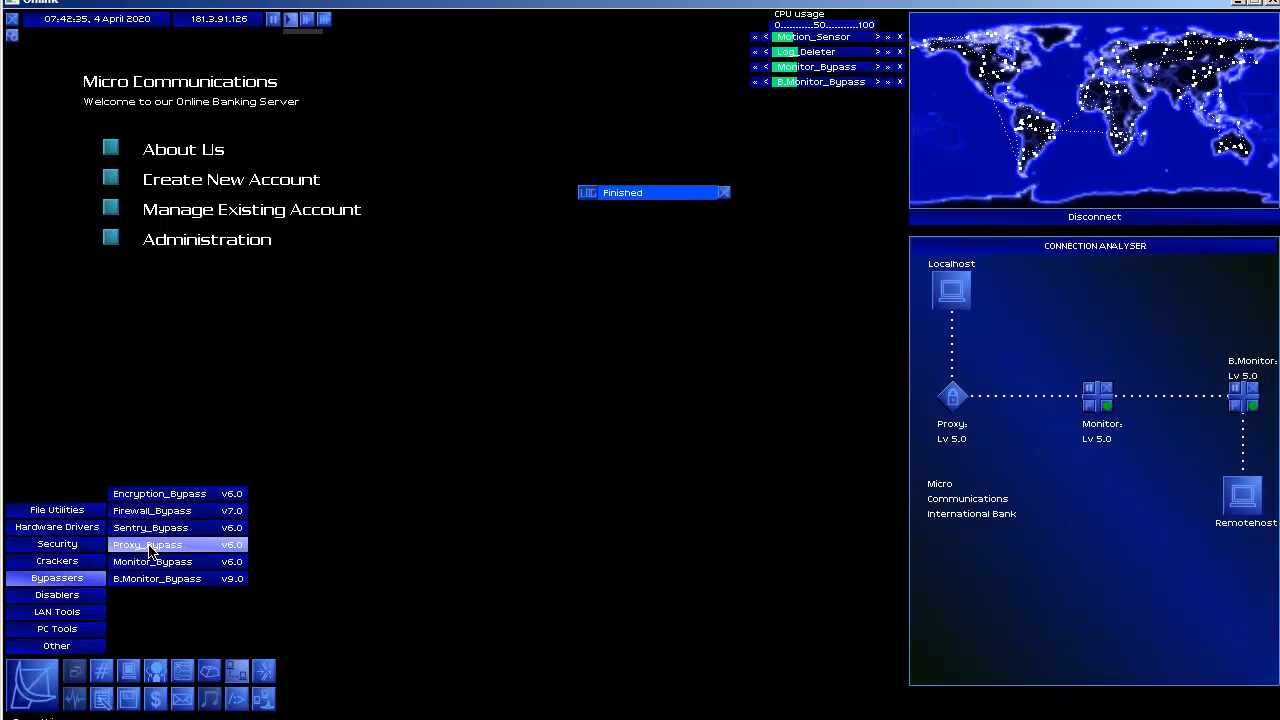 07:42:35, 4 April 2020
181.3.91.126
CPU usage
0............50............100
« < Motion_Sensor > » x
« < Log_Deleter > » x
« < Monitor_Bypass > » x
« < B.Monitor_Bypass > » x
Micro Communications
Welcome to our Online Banking Server
About Us
Create New Account
Manage Existing Account
Administration
LOG Finished
Disconnect
CONNECTION ANALYSER
Localhost
B.Monitor:
Lv 5.0
Proxy:
Lv 5.0
Monitor:
Lv 5.0
Micro
Communications
International Bank
Remotehost
Encryption_Bypass v6.0
Firewall_Bypass v7.0
Sentry_Bypass v6.0
Proxy_Bypass v6.0
Monitor_Bypass v6.0
B.Monitor_Bypass v9.0
File Utilities
Hardware Drivers
Security
Crackers
Bypassers
Disablers
LAN Tools
PC Tools
Other